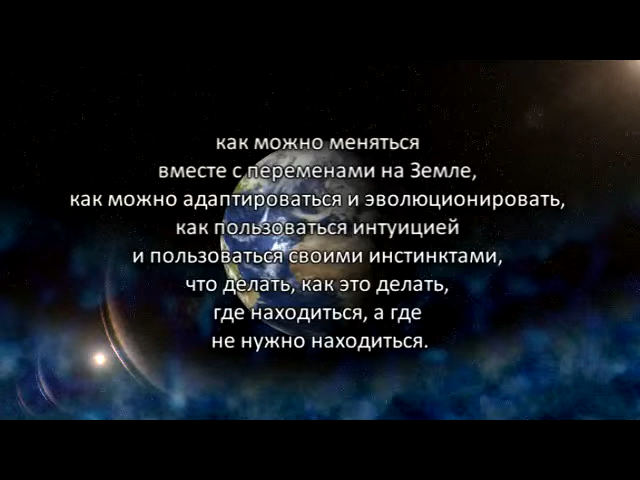 как можно меняться
вместе с переменами на Земле,
как можно адаптироваться и эволюционировать,
как пользоваться интуицией
и пользоваться своими инстинктами,
что делать, как это делать,
где находиться, а где
не нужно находиться.